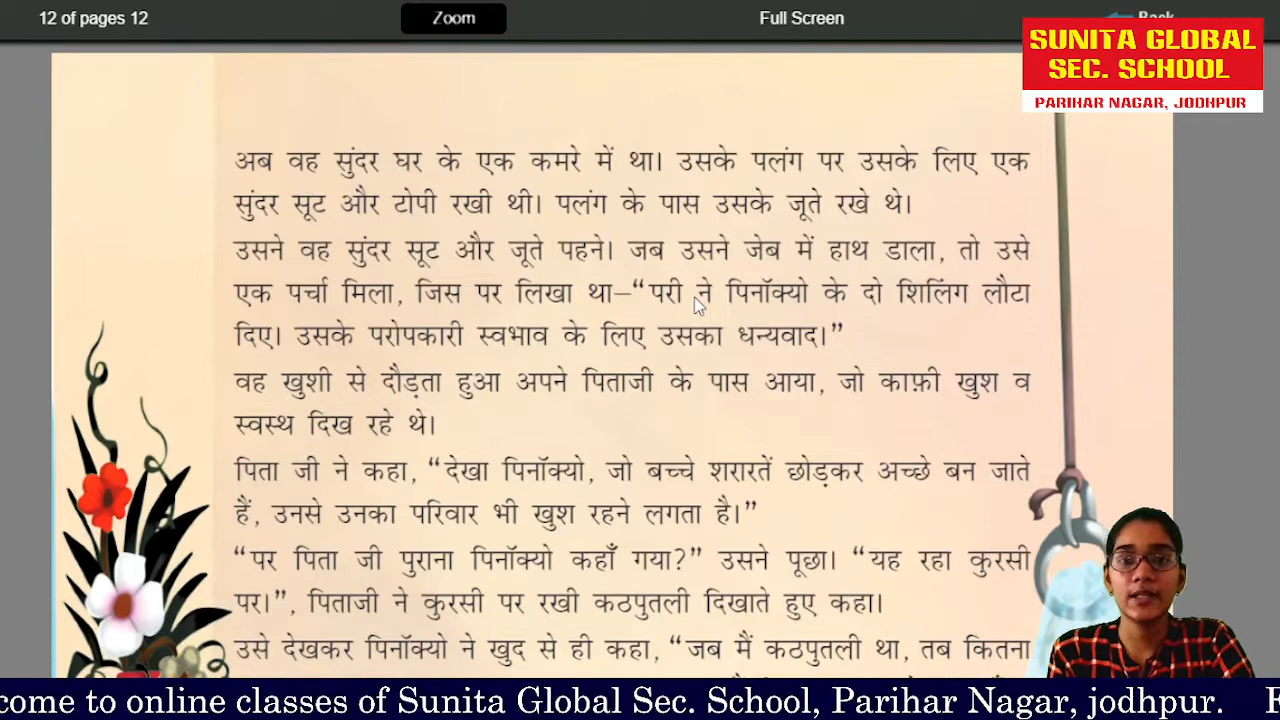 12 of pages 12
Zoom
Full Screen
Back
SUNITA GLOBAL
SEC. SCHOOL
PARIHAR NAGAR, JODHPUR
अब वह सुंदर घर के एक कमरे में था। उसके पलंग पर उसके लिए एक
सुंदर सूट और टोपी रखी थी। पलंग के पास उसके जूते रखे थे।
उसने वह सुंदर सूट और जूते पहने। जब उसने जेब में हाथ डाला, तो उसे
एक पर्चा मिला, जिस पर लिखा था–“परी ने पिनॉक्यो के दो शिलिंग लौटा
दिए। उसके परोपकारी स्वभाव के लिए उसका धन्यवाद।”
वह खुशी से दौड़ता हुआ अपने पिताजी के पास आया, जो काफ़ी खुश व
स्वस्थ दिख रहे थे।
पिता जी ने कहा, “देखा पिनॉक्यो, जो बच्चे शरारतें छोड़कर अच्छे बन जाते
हैं, उनसे उनका परिवार भी खुश रहने लगता है।”
“पर पिता जी पुराना पिनॉक्यो कहाँ गया?” उसने पूछा। “यह रहा कुरसी
पर।”, पिताजी ने कुरसी पर रखी कठपुतली दिखाते हुए कहा।
उसे देखकर पिनॉक्यो ने खुद से ही कहा, “जब मैं कठपुतली था, तब कितना
come to online classes of Sunita Global Sec. School, Parihar Nagar, jodhpur.